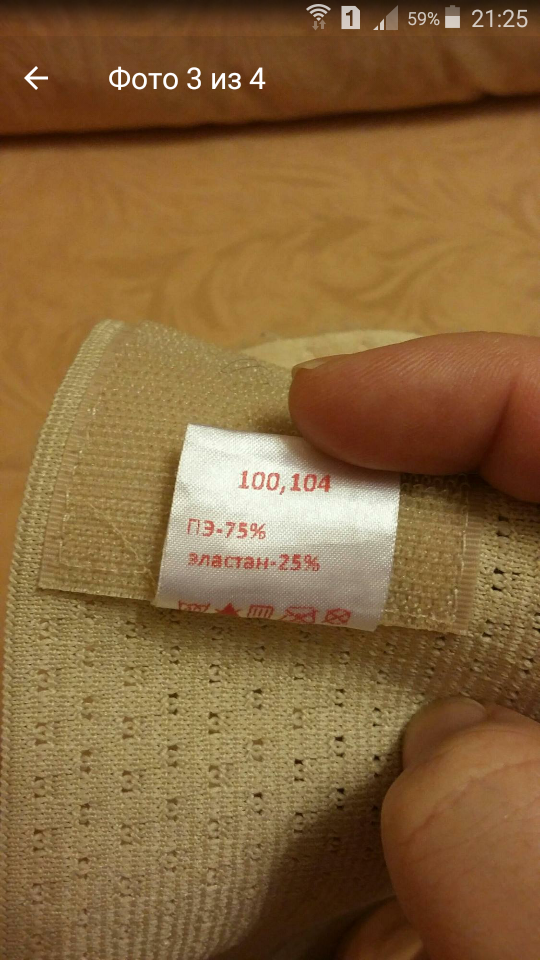 59% 21:25
Фото 3 из 4
100,104
ПЭ-75%
эластан-25%